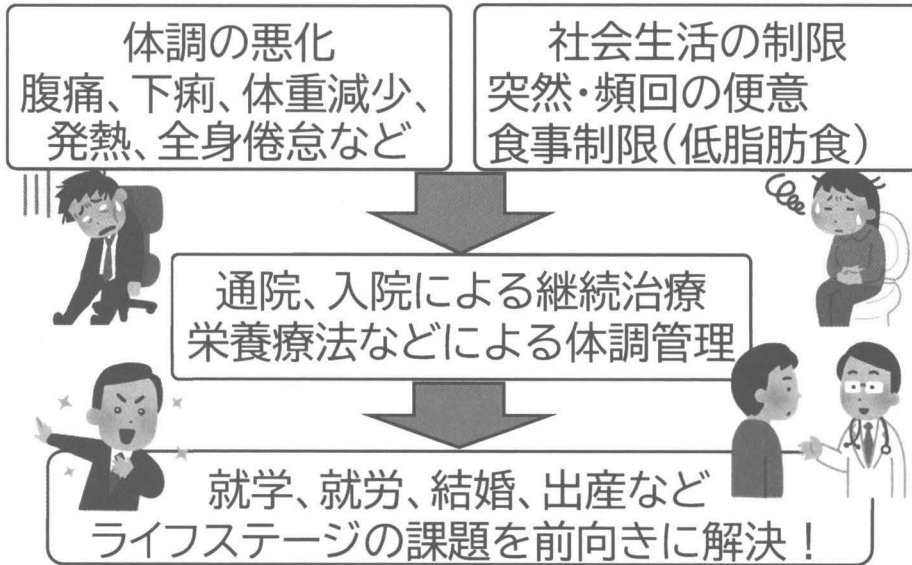 体調の悪化
腹痛、下痢、体重減少、
発熱、全身倦怠など
社会生活の制限
突然・頻回の便意
食事制限(低脂肪食)
通院、入院による継続治療
栄養療法などによる体調管理
就学、就労、結婚、出産など
ライフステージの課題を前向きに解決!